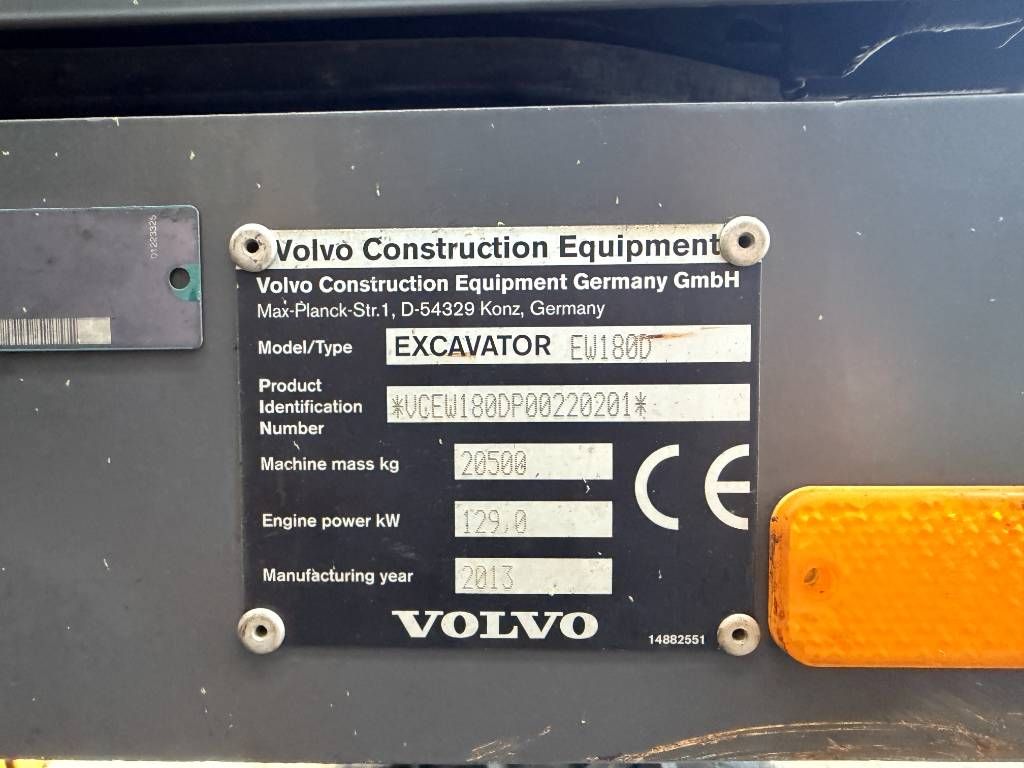 01223325
Volvo Construction Equipment
Volvo Construction Equipment Germany GmbH
Max-Planck-Str.1, D-54329 Konz, Germany
Model/Type EXCAVATOR EW180D
Product
Identification
Number
*VCEW180DP00220201*
Machine mass kg 20500
Engine power kW 129,0
Manufacturing year 2013
CE
VOLVO
14882551